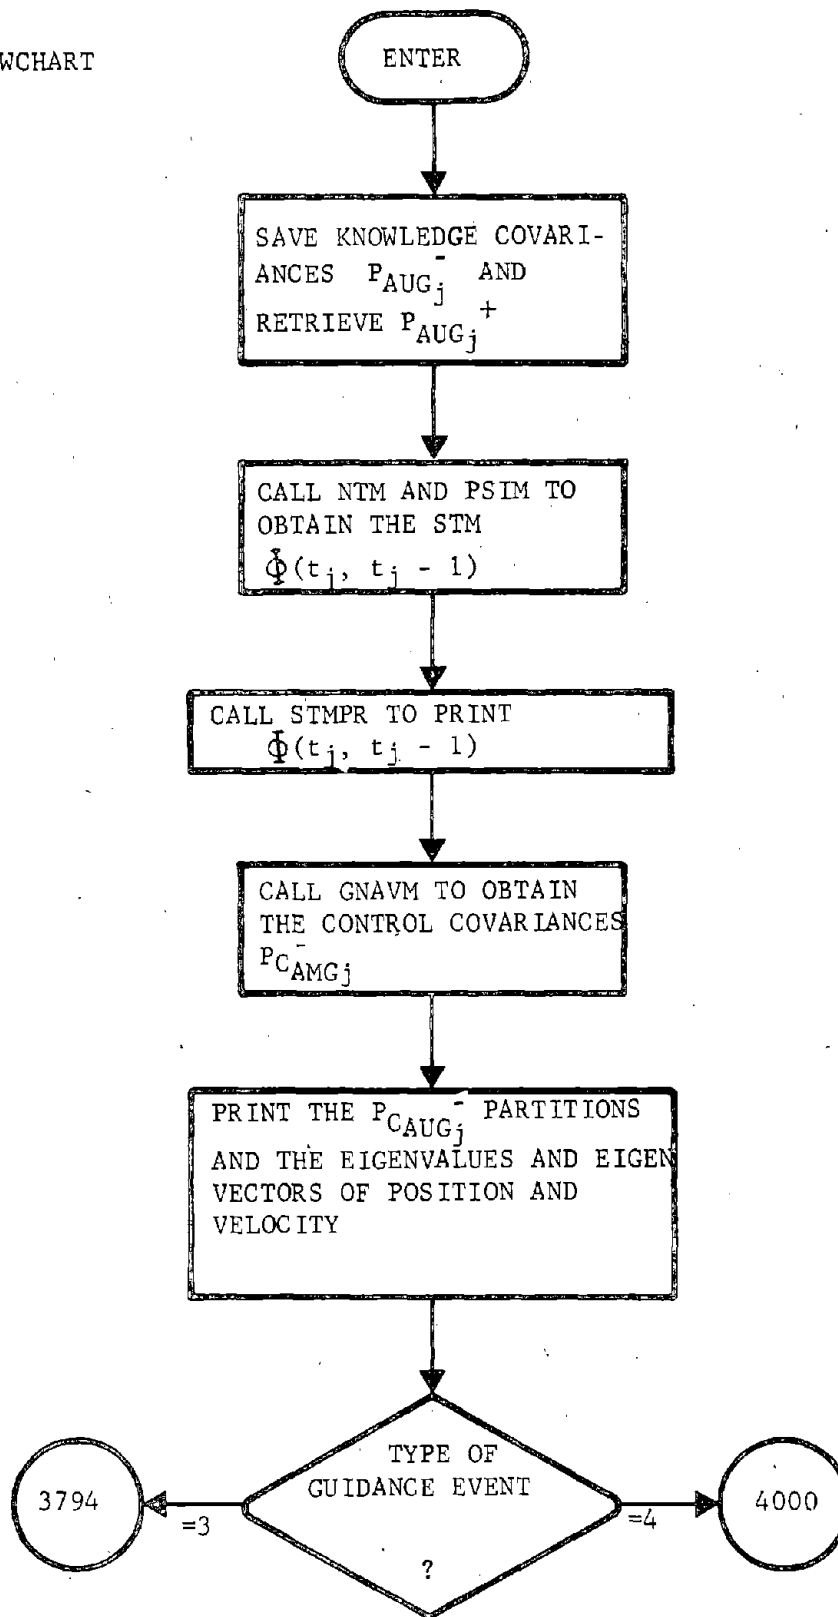 WCHART
ENTER
SAVE KNOWLEDGE COVARI-
ANCES P_AUG_j^- AND
RETRIEVE P_AUG_j^+
CALL NTM AND PSIM TO
OBTAIN THE STM
Φ(t_j, t_j - 1)
CALL STMPR TO PRINT
Φ(t_j, t_j - 1)
CALL GNAVM TO OBTAIN
THE CONTROL COVARIANCES
P_C_AMG_j^-
PRINT THE P_C_AUG_j^- PARTITIONS
AND THE EIGENVALUES AND EIGEN
VECTORS OF POSITION AND
VELOCITY
TYPE OF
GUIDANCE EVENT
?
3794
=3
=4
4000